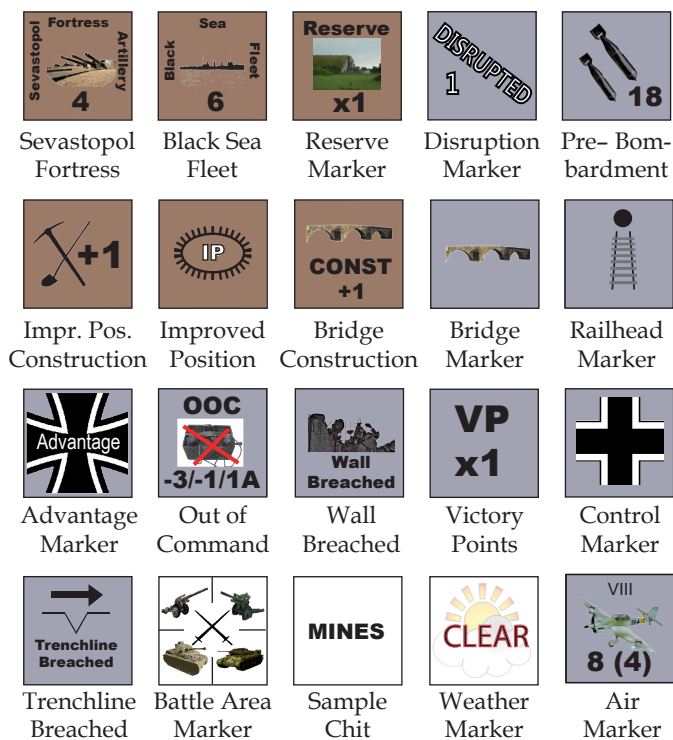 Fortress
Sevastopol
Artillery
4
Sevastopol
Fortress
Sea
Black
Fleet
6
Black Sea
Fleet
Reserve
x1
Reserve
Marker
DISRUPTED
1
Disruption
Marker
18
Pre– Bom-
bardment
+1
Impr. Pos.
Construction
IP
Improved
Position
CONST
+1
Bridge
Construction
Bridge
Marker
Railhead
Marker
Advantage
Advantage
Marker
OOC
-3/-1/1A
Out of
Command
Wall
Breached
Wall
Breached
VP
x1
Victory
Points
Control
Marker
Trenchline
Breached
Trenchline
Breached
Battle Area
Marker
MINES
Sample
Chit
CLEAR
Weather
Marker
VIII
8 (4)
Air
Marker